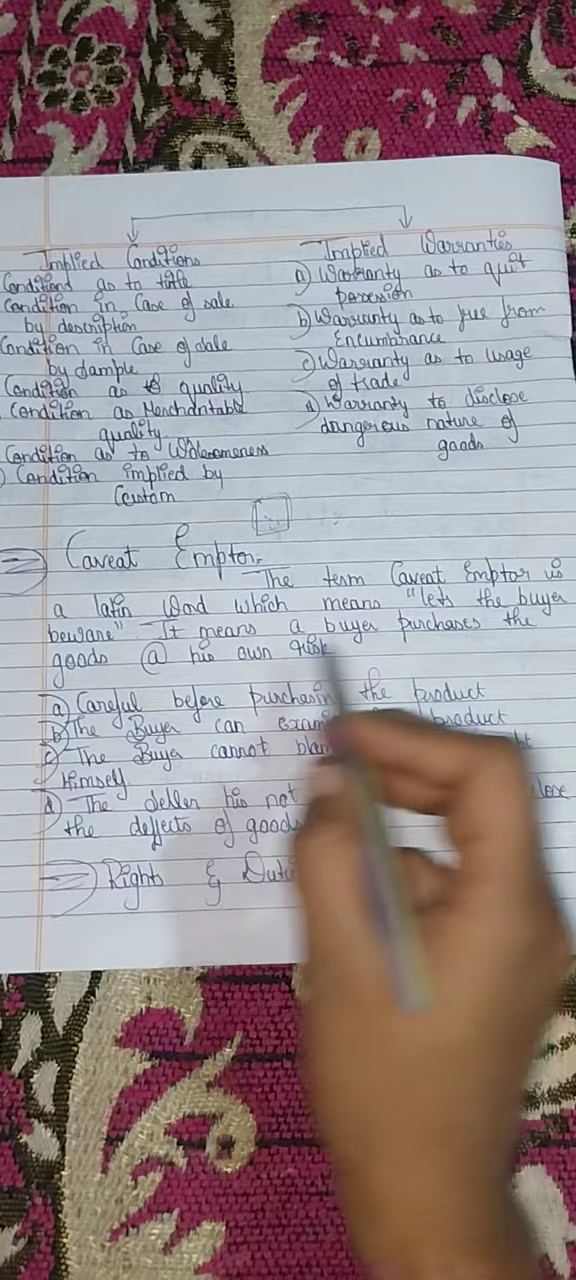 Implied Conditions
Conditiond as to title
Condition in Case of sale
by description
Condition in Case of sale
by sample
Condition as to quality
Condition as Merchantable
quality
Condition as to Wholesomeness
Condition implied by
Custom
Implied Warranties
a) Warranty as to quit
possesion
b) Warranty as to free from
Encumbrance
c) Warranty as to usage
of trade
d) Warranty to disclose
dangerous nature of
goods
Caveat Emptor,
The term Caveat Emptor is
a latin Word which means "lets the buyer
beware" It means a buyer purchases the
goods @ his own risk
a) Careful before purchasing the product
b) The Buyer can product
c) The Buyer cannot
himself
d) The seller his not
the deffects of goods
Right &